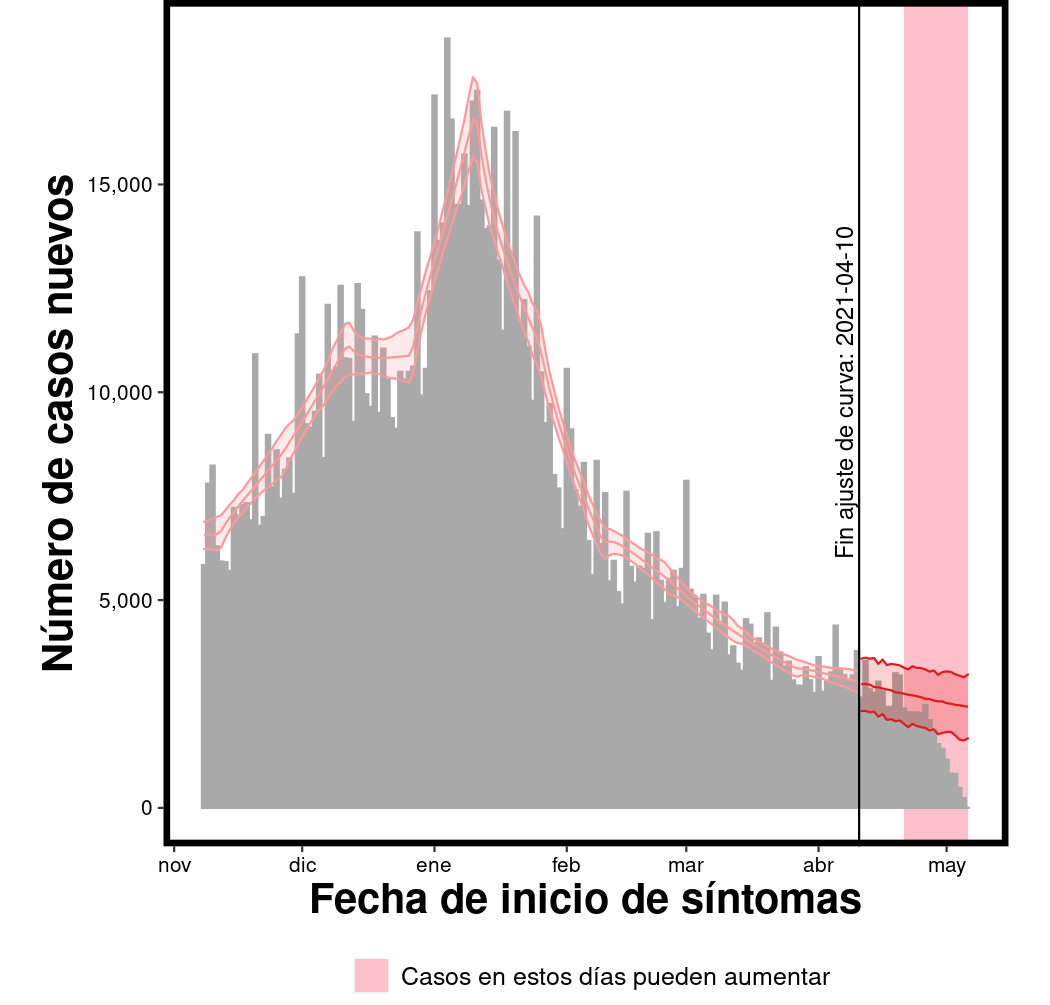 Número de casos nuevos
15,000
10,000
5,000
0
Fin ajuste de curva: 2021-04-10
nov dic ene feb mar abr may
Fecha de inicio de síntomas
Casos en estos días pueden aumentar